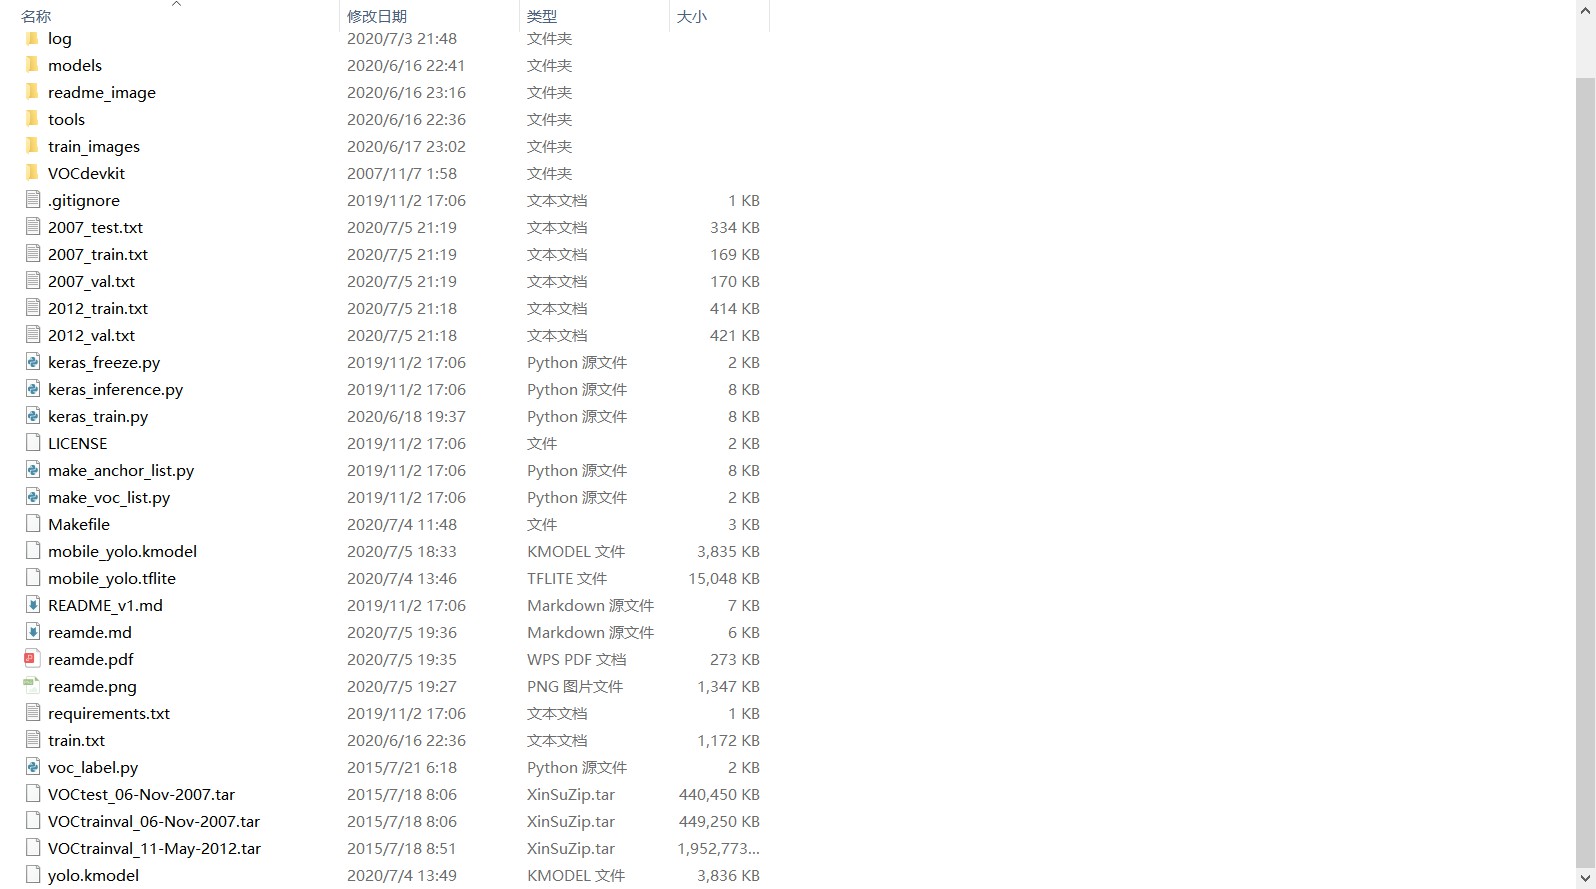 名称 修改日期 类型 大小
log 2020/7/3 21:48 文件夹
models 2020/6/16 22:41 文件夹
readme_image 2020/6/16 23:16 文件夹
tools 2020/6/16 22:36 文件夹
train_images 2020/6/17 23:02 文件夹
VOCdevkit 2007/11/7 1:58 文件夹
.gitignore 2019/11/2 17:06 文本文档 1 KB
2007_test.txt 2020/7/5 21:19 文本文档 334 KB
2007_train.txt 2020/7/5 21:19 文本文档 169 KB
2007_val.txt 2020/7/5 21:19 文本文档 170 KB
2012_train.txt 2020/7/5 21:18 文本文档 414 KB
2012_val.txt 2020/7/5 21:18 文本文档 421 KB
keras_freeze.py 2019/11/2 17:06 Python 源文件 2 KB
keras_inference.py 2019/11/2 17:06 Python 源文件 8 KB
keras_train.py 2020/6/18 19:37 Python 源文件 8 KB
LICENSE 2019/11/2 17:06 文件 2 KB
make_anchor_list.py 2019/11/2 17:06 Python 源文件 8 KB
make_voc_list.py 2019/11/2 17:06 Python 源文件 2 KB
Makefile 2020/7/4 11:48 文件 3 KB
mobile_yolo.kmodel 2020/7/5 18:33 KMODEL 文件 3,835 KB
mobile_yolo.tflite 2020/7/4 13:46 TFLITE 文件 15,048 KB
README_v1.md 2019/11/2 17:06 Markdown 源文件 7 KB
reamde.md 2020/7/5 19:36 Markdown 源文件 6 KB
reamde.pdf 2020/7/5 19:35 WPS PDF 文档 273 KB
reamde.png 2020/7/5 19:27 PNG 图片文件 1,347 KB
requirements.txt 2019/11/2 17:06 文本文档 1 KB
train.txt 2020/6/16 22:36 文本文档 1,172 KB
voc_label.py 2015/7/21 6:18 Python 源文件 2 KB
VOCtest_06-Nov-2007.tar 2015/7/18 8:06 XinSuZip.tar 440,450 KB
VOCtrainval_06-Nov-2007.tar 2015/7/18 8:06 XinSuZip.tar 449,250 KB
VOCtrainval_11-May-2012.tar 2015/7/18 8:51 XinSuZip.tar 1,952,773...
yolo.kmodel 2020/7/4 13:49 KMODEL 文件 3,836 KB